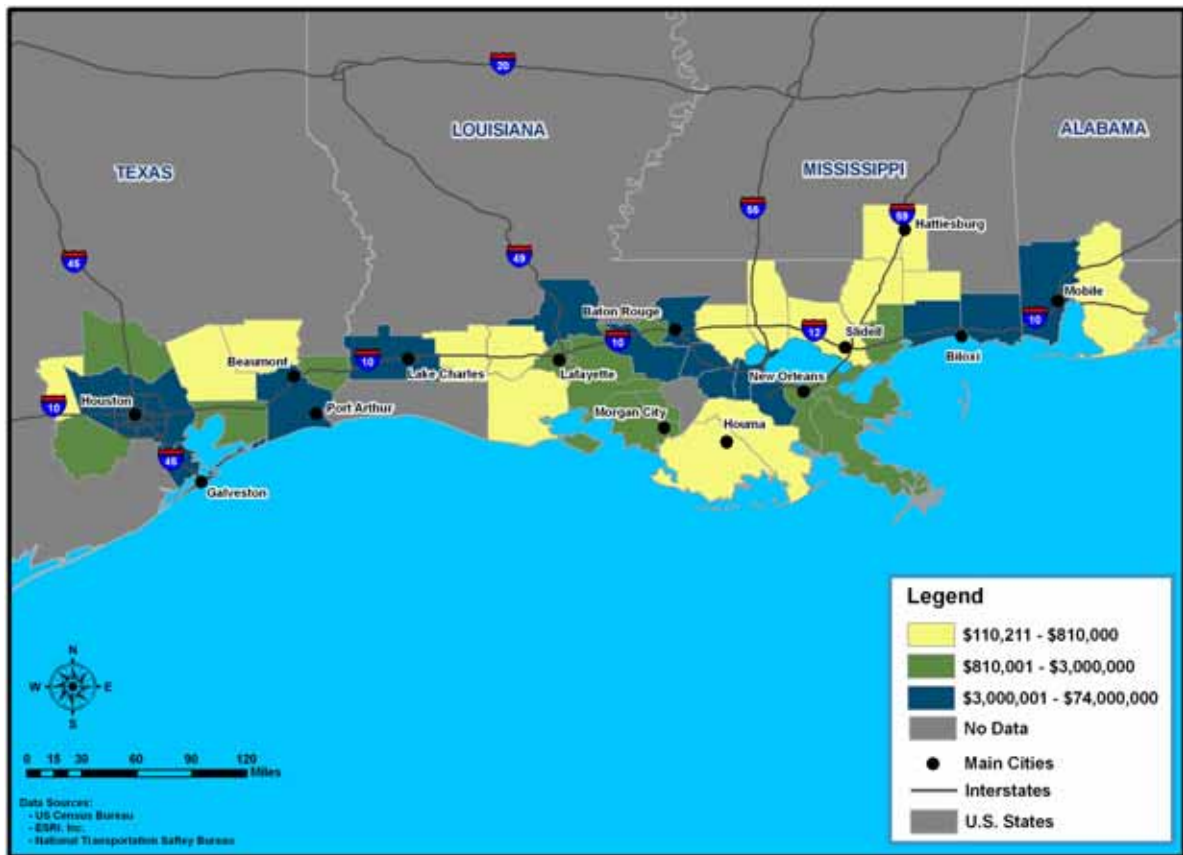 20
LOUISIANA
ALABAMA
TEXAS
MISSISSIPPI
55
59
Hattiesburg
45
49
Mobile
Baton Rouge
10
12
Slidell
10
Beaumont
10
10
Biloxi
Lake Charles
Lafayette
New Orleans
10
Houston
Port Arthur
Morgan City
Houma
45
Galveston
Legend
$110,211 - $810,000
$810,001 - $3,000,000
$3,000,001 - $74,000,000
No Data
Main Cities
Interstates
U.S. States
N
W E
S
0 15 30 60 90 120
Miles
Data Sources:
- US Census Bureau
- ESRI, Inc.
- National Transportation Saftey Bureau